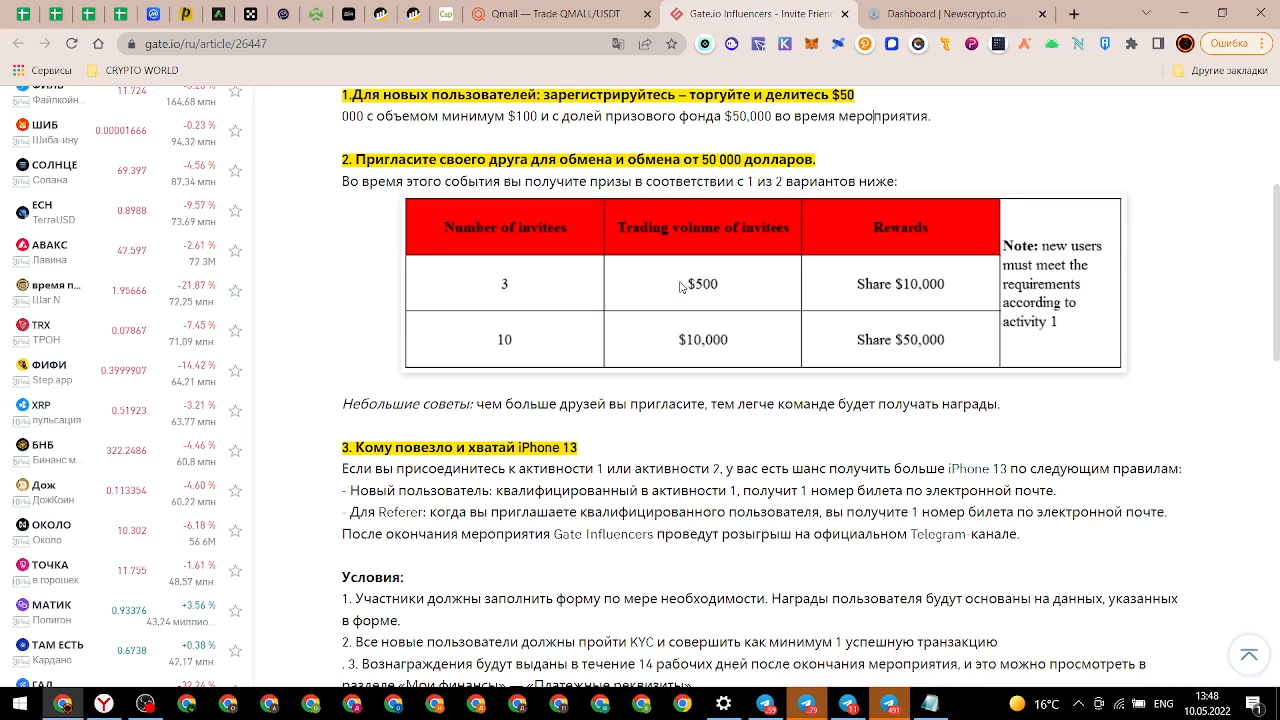 Qmall — Trade QMALL/USDT
Gate Influencers - Invite Frienc
Dashboard | Newscrypto.io
gate.io/ru/article/26447
Ошибка
Сервисы
CRYPTO WORLD
Другие закладки
11.724
Файлкойн...
164,68 млн
ШИБ
0.00001666
-0.23 %
Шиба-ину
94,32 млн
СОЛНЦЕ
69.397
-4.56 %
Солана
87,34 млн
ЕСН
0.8988
-9.57 %
TerraUSD
73.69 млн
АВАКС
47.597
-2.61 %
Лавина
72.3М
время п...
1.95666
-21.87 %
Шаг N
72,25 млн.
TRX
0.07867
-7.45 %
ТРОН
71,09 млн.
ФИФИ
0.3999907
-14.42 %
Step.app
64,21 млн
XRP
0.51923
-3.21 %
пульсация
63.77 млн
БНБ
322.2486
-4.46 %
Бинанс м...
60,8 млн
Дож
0.113354
-4.60 %
ДожКоин
60,22 млн
ОКОЛО
10.302
-6.18 %
Около
56.6М
ТОЧКА
11.755
-1.61 %
в горошек
48,57 млн
МАТИК
0.93376
+3.56 %
Полигон
43,24 миллио...
ТАМ ЕСТЬ
0.6738
+0.38 %
Кардано
42,17 млн
1.Для новых пользователей: зарегистрируйтесь – торгуйте и делитесь $50
000 с объемом минимум $100 и с долей призового фонда $50,000 во время мероприятия.
2. Пригласите своего друга для обмена и обмена от 50 000 долларов.
Во время этого события вы получите призы в соответствии с 1 из 2 вариантов ниже:
Number of invitees
Trading volume of invitees
Rewards
3
$500
Share $10,000
10
$10,000
Share $50,000
Note: new users
must meet the
requirements
according to
activity 1
Небольшие советы: чем больше друзей вы пригласите, тем легче команде будет получать награды.
3. Кому повезло и хватай iPhone 13
Если вы присоединитесь к активности 1 или активности 2, у вас есть шанс получить больше iPhone 13 по следующим правилам:
- Новый пользователь: квалифицированный в активности 1, получит 1 номер билета по электронной почте.
- Для Referer: когда вы приглашаете квалифицированного пользователя, вы получите 1 номер билета по электронной почте.
После окончания мероприятия Gate Influencers проведут розыгрыш на официальном Telegram-канале.
Условия:
1. Участники должны заполнить форму по мере необходимости. Награды пользователя будут основаны на данных, указанных
в форме.
2. Все новые пользователи должны пройти KYC и совершить как минимум 1 успешную транзакцию
. 3. Вознаграждения будут выданы в течение 14 рабочих дней после окончания мероприятия, и это можно просмотреть в
разделе «Мои финансы» — «Платежные реквизиты».
16°C
ENG
13:48
10.05.2022